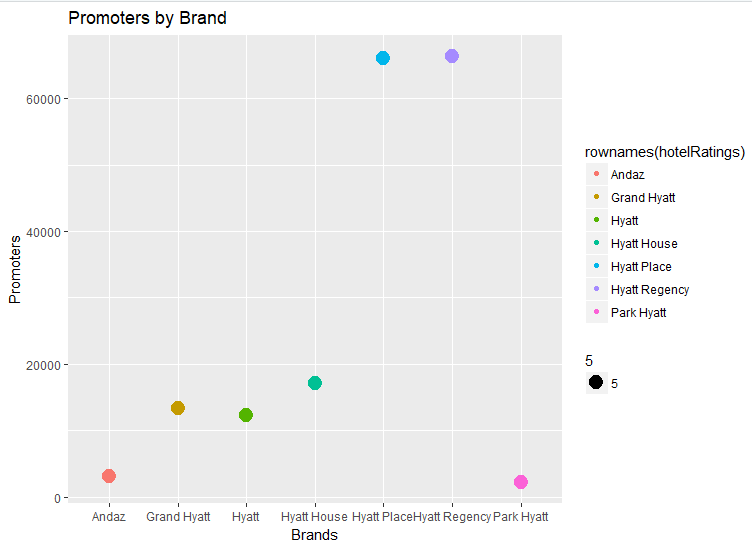 Promoters by Brand
Promoters
60000
40000
20000
0
Andaz Grand Hyatt Hyatt Hyatt House Hyatt Place Hyatt Regency Park Hyatt
Brands
rownames(hotelRatings)
Andaz
Grand Hyatt
Hyatt
Hyatt House
Hyatt Place
Hyatt Regency
Park Hyatt
5
5